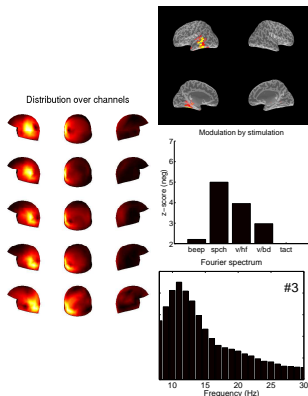 Distribution over channels
Modulation by stimulation
z-score (neg)
7
6
5
4
3
2
beep spch v/hf v/bd tact
Fourier spectrum
#3
10 15 20 25 30
Frequency (Hz)